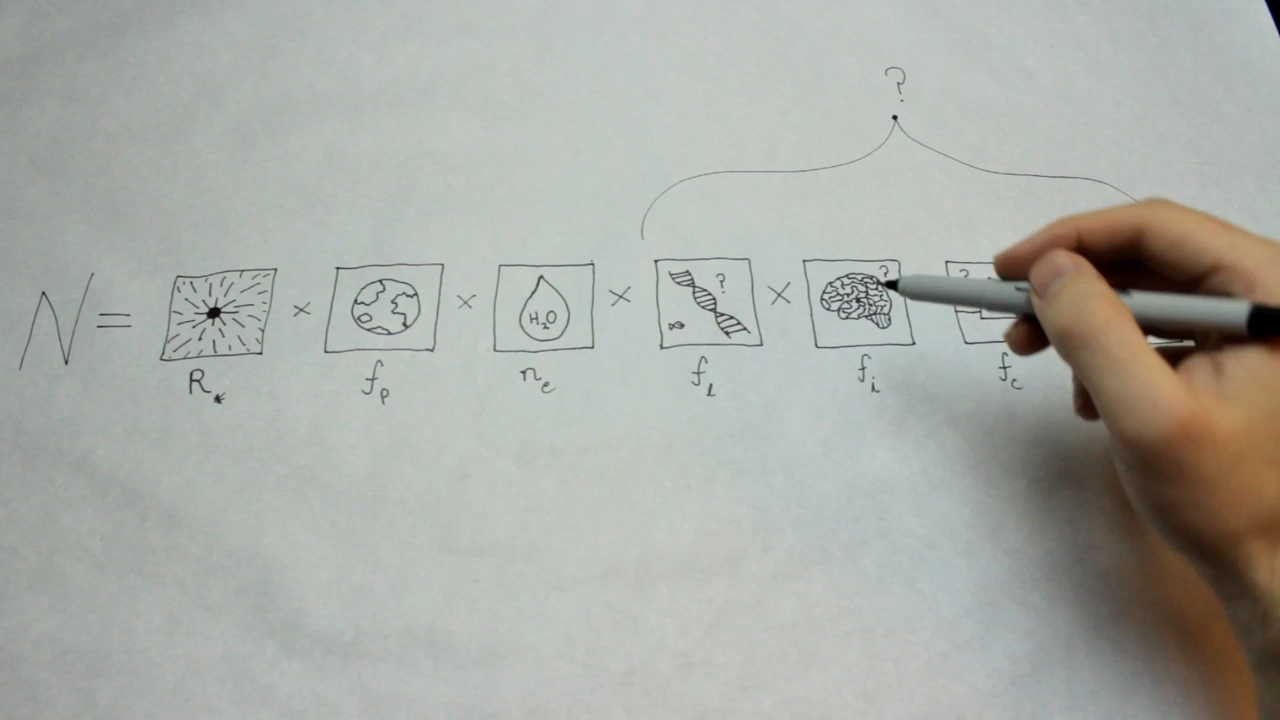 ?
N = × × H₂O × ? × ? ?
R* fp ne fl fi fc